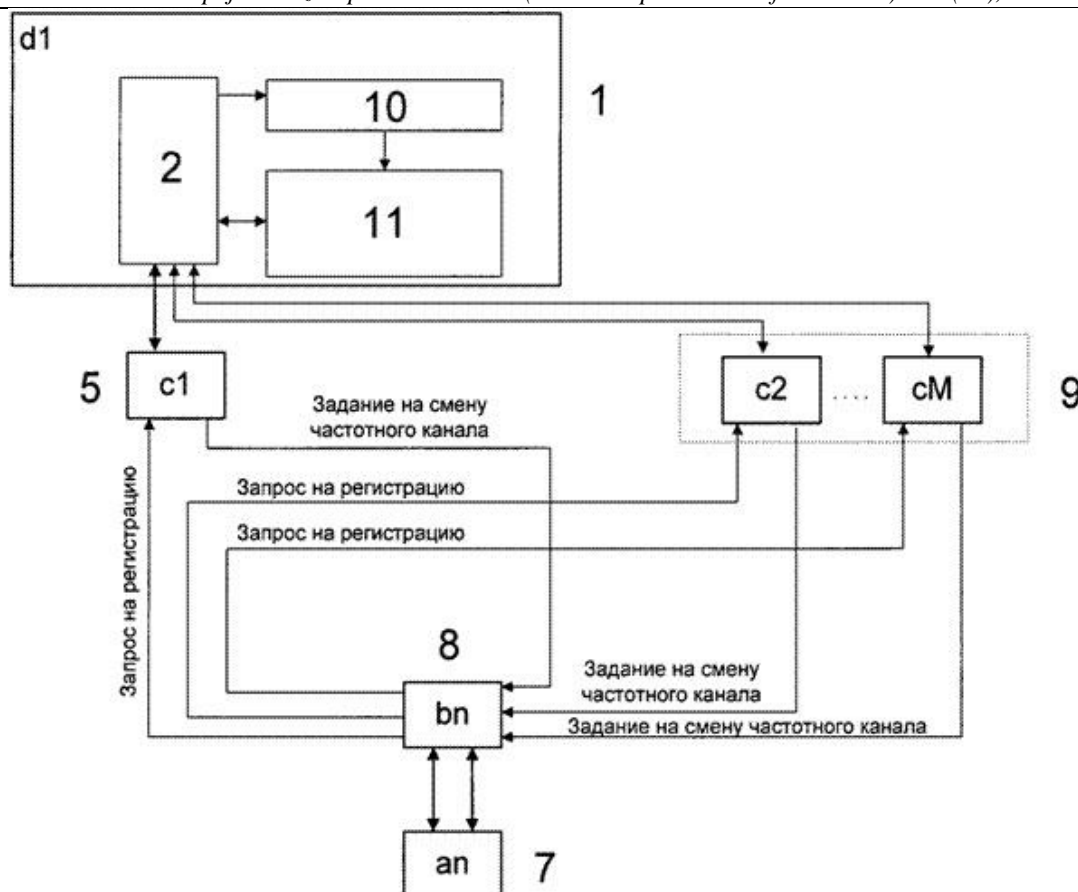 d1
10
1
2
11
5
c1
c2
....
cM
9
Задание на смену
частотного канала
Запрос на регистрацию
Запрос на регистрацию
Запрос на регистрацию
8
Задание на смену
частотного канала
bn
Задание на смену частотного канала
an
7